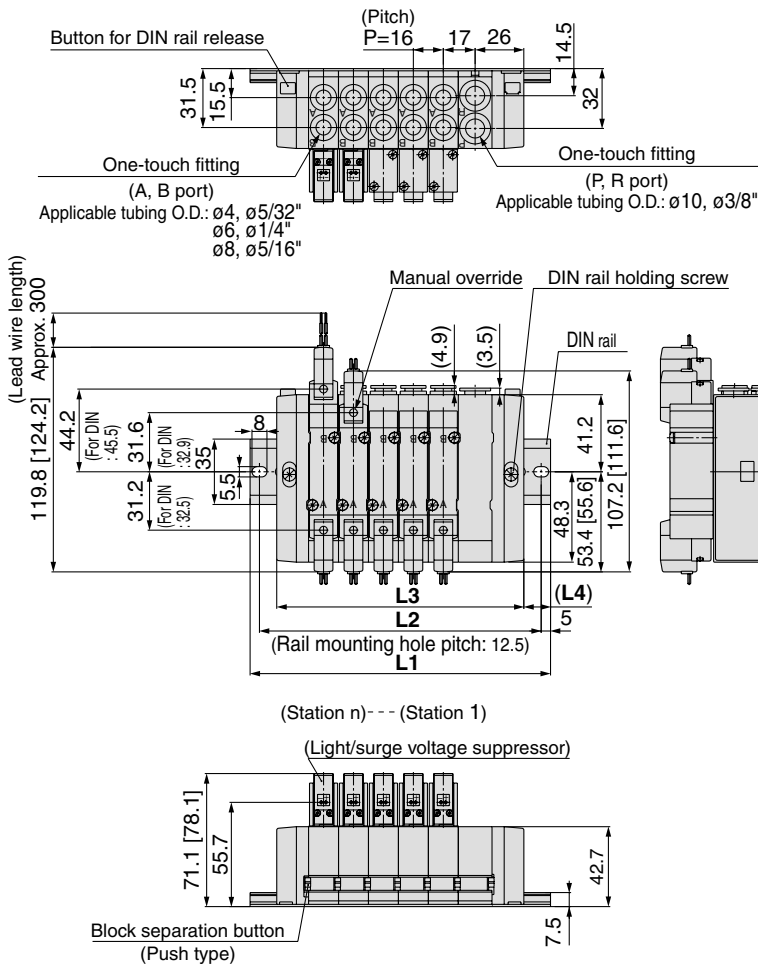 (Pitch)
Button for DIN rail release
P=16
17
26
14.5
31.5
15.5
32
One-touch fitting
(A, B port)
Applicable tubing O.D.: ø4, ø5/32"
ø6, ø1/4"
ø8, ø5/16"
One-touch fitting
(P, R port)
Applicable tubing O.D.: ø10, ø3/8"
A
A
A
A
A
B
B
B
B
B
(Lead wire length)
Approx. 300
Manual override
DIN rail holding screw
DIN rail
(4.9)
(3.5)
119.8 [124.2]
44.2
(For DIN
: 45.5)
31.6
(For DIN
: 32.9)
8
35
5.5
31.2
(For DIN
: 32.5)
B
B
B
B
A
A
A
A
41.2
48.3
53.4 [55.6]
107.2 [111.6]
L3
(L4)
L2
5
(Rail mounting hole pitch: 12.5)
L1
(Station n)--- (Station 1)
(Light/surge voltage suppressor)
71.1 [78.1]
55.7
42.7
7.5
Block separation button
(Push type)